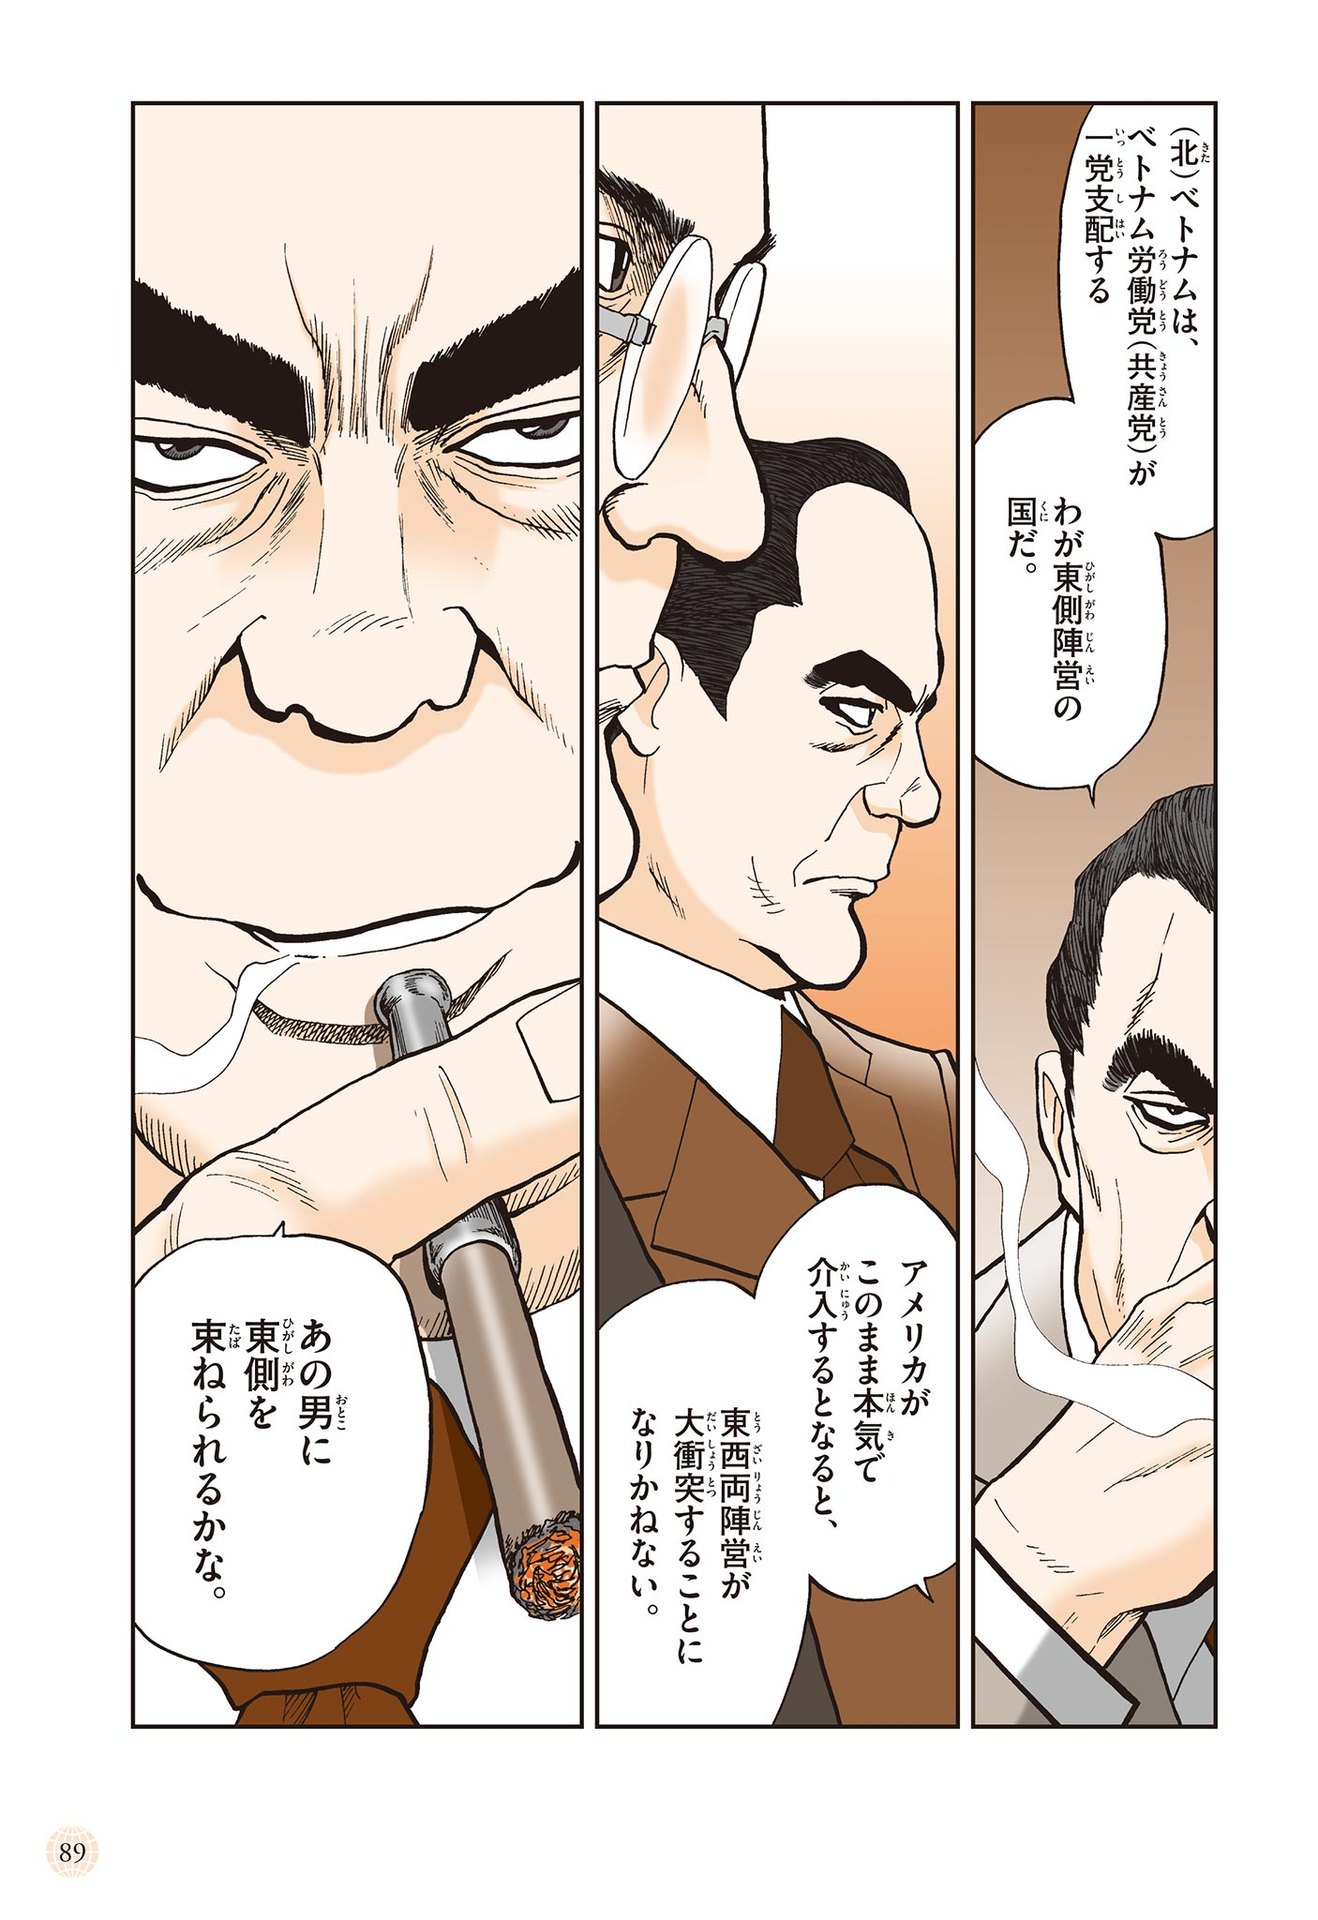 （北）ベトナムは、
ベトナム労働党（共産党）が
一党支配する
わが東側陣営の
国だ。
アメリカが
このまま本気で
介入するとなると、
東西両陣営が
大衝突することに
なりかねない。
あの男に
東側を
束ねられるかな。
89